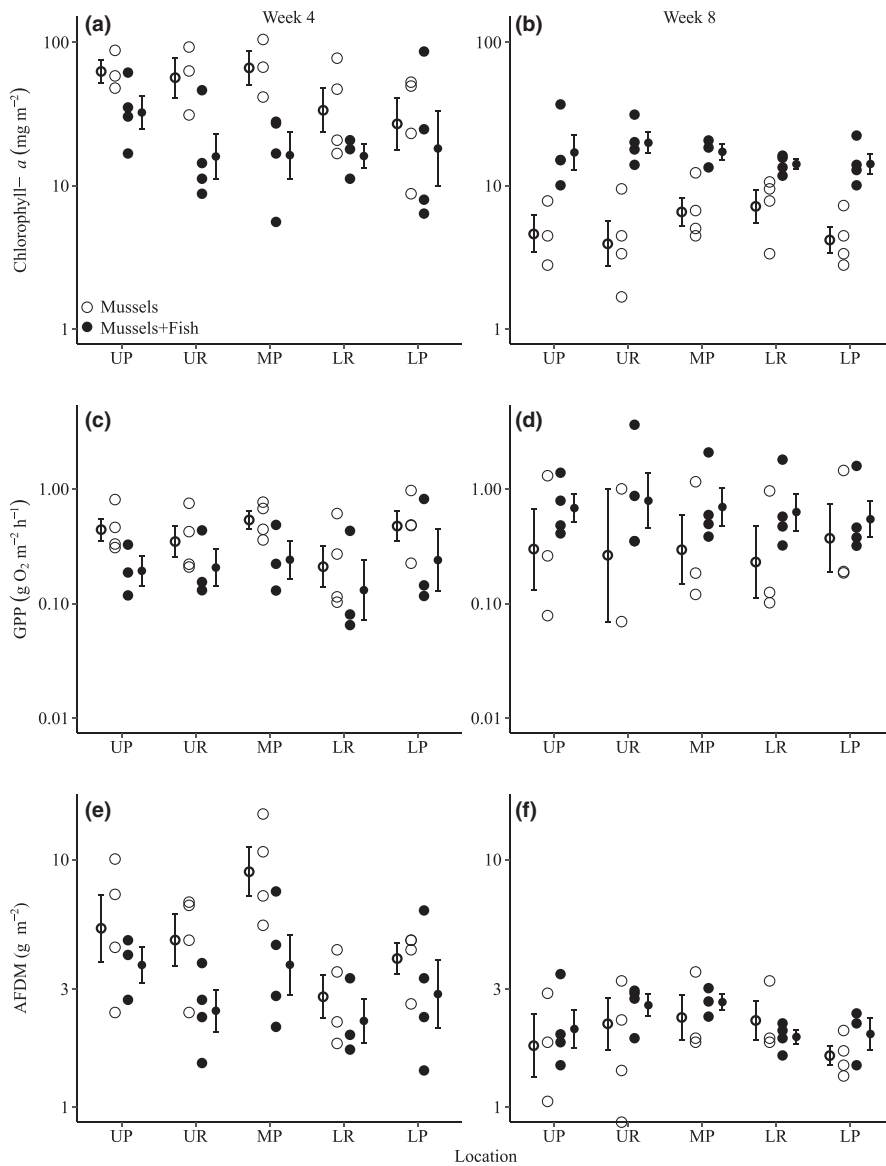 Week 4
Week 8
(a)
(b)
Chlorophyll− a (mg m−2)
100
10
1
Mussels
Mussels+Fish
UP UR MP LR LP
100
10
1
UP UR MP LR LP
(c)
(d)
GPP (g O2 m−2 h−1)
1.00
0.10
0.01
UP UR MP LR LP
1.00
0.10
0.01
UP UR MP LR LP
(e)
(f)
AFDM (g m−2)
10
3
1
UP UR MP LR LP
10
3
1
UP UR MP LR LP
Location